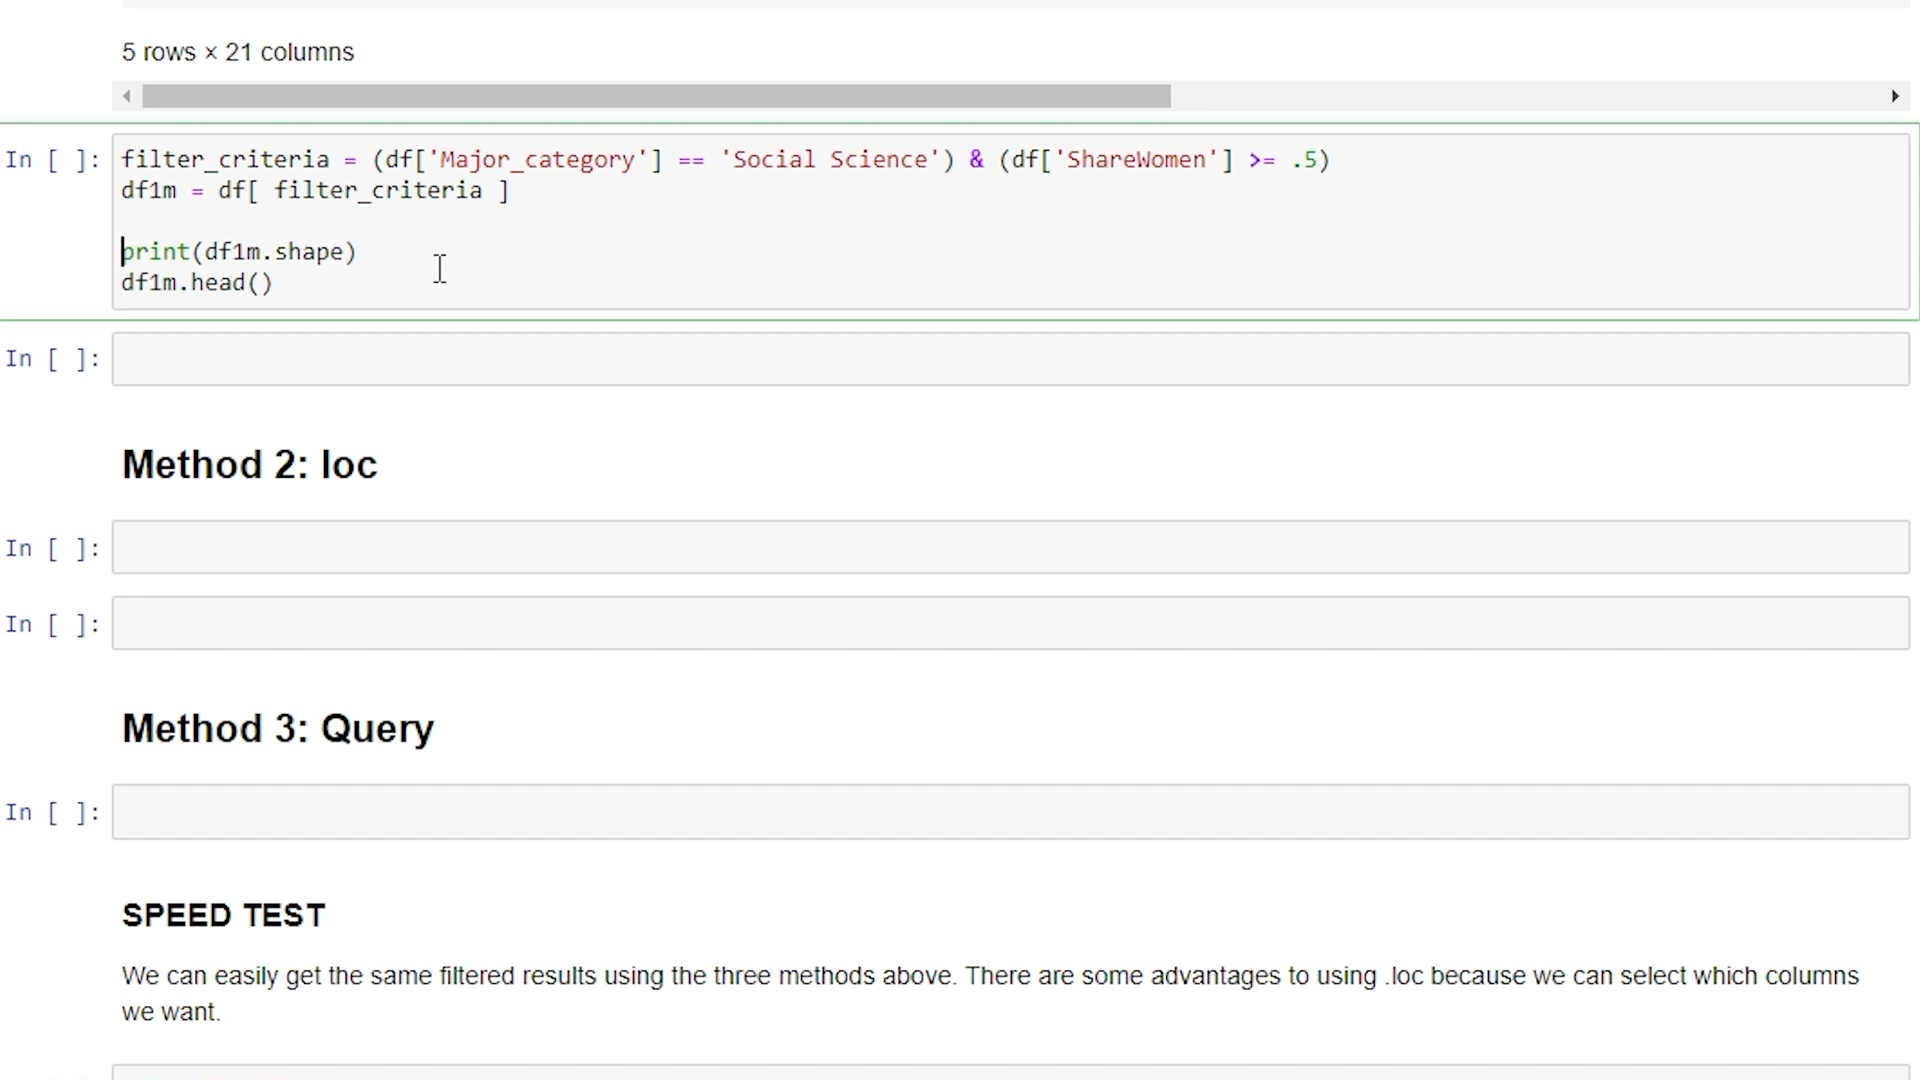 5 rows × 21 columns
In [ ]: filter_criteria = (df['Major_category'] == 'Social Science') & (df['ShareWomen'] >= .5)
df1m = df[ filter_criteria ]
print(df1m.shape)
df1m.head()
In [ ]:
Method 2: loc
In [ ]:
In [ ]:
Method 3: Query
In [ ]:
SPEED TEST
We can easily get the same filtered results using the three methods above. There are some advantages to using .loc because we can select which columns
we want.